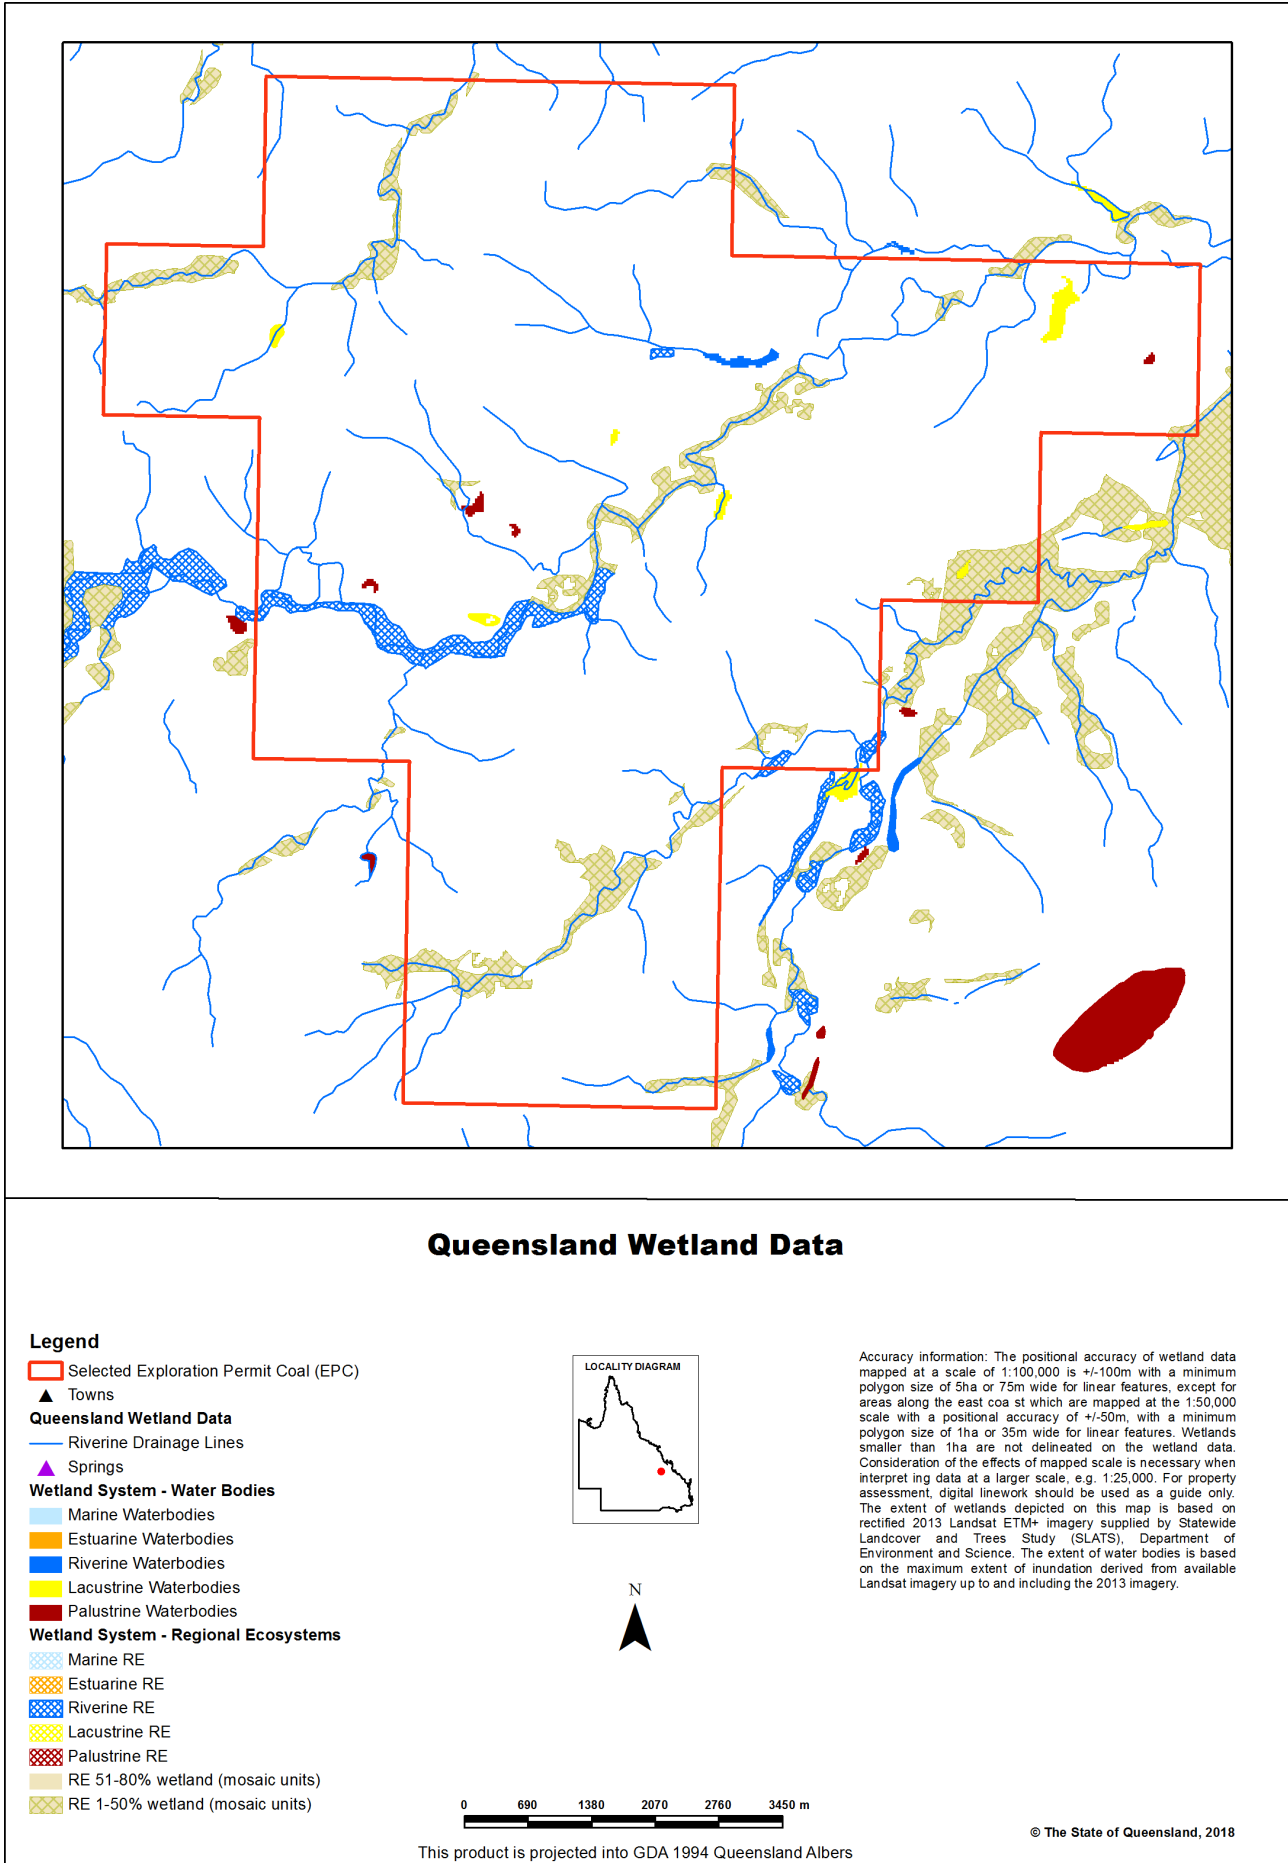 Queensland Wetland Data
Legend
Selected Exploration Permit Coal (EPC)
Towns
Queensland Wetland Data
Riverine Drainage Lines
Springs
Wetland System - Water Bodies
Marine Waterbodies
Estuarine Waterbodies
Riverine Waterbodies
Lacustrine Waterbodies
Palustrine Waterbodies
Wetland System - Regional Ecosystems
Marine RE
Estuarine RE
Riverine RE
Lacustrine RE
Palustrine RE
RE 51-80% wetland (mosaic units)
RE 1-50% wetland (mosaic units)
LOCALITY DIAGRAM
N
0 690 1380 2070 2760 3450 m
This product is projected into GDA 1994 Queensland Albers
Accuracy information: The positional accuracy of wetland data
mapped at a scale of 1:100,000 is +/-100m with a minimum
polygon size of 5ha or 75m wide for linear features, except for
areas along the east coa st which are mapped at the 1:50,000
scale with a positional accuracy of +/-50m, with a minimum
polygon size of 1ha or 35m wide for linear features. Wetlands
smaller than 1ha are not delineated on the wetland data.
Consideration of the effects of mapped scale is necessary when
interpret ing data at a larger scale, e.g. 1:25,000. For property
assessment, digital linework should be used as a guide only.
The extent of wetlands depicted on this map is based on
rectified 2013 Landsat ETM+ imagery supplied by Statewide
Landcover and Trees Study (SLATS), Department of
Environment and Science. The extent of water bodies is based
on the maximum extent of inundation derived from available
Landsat imagery up to and including the 2013 imagery.
© The State of Queensland, 2018